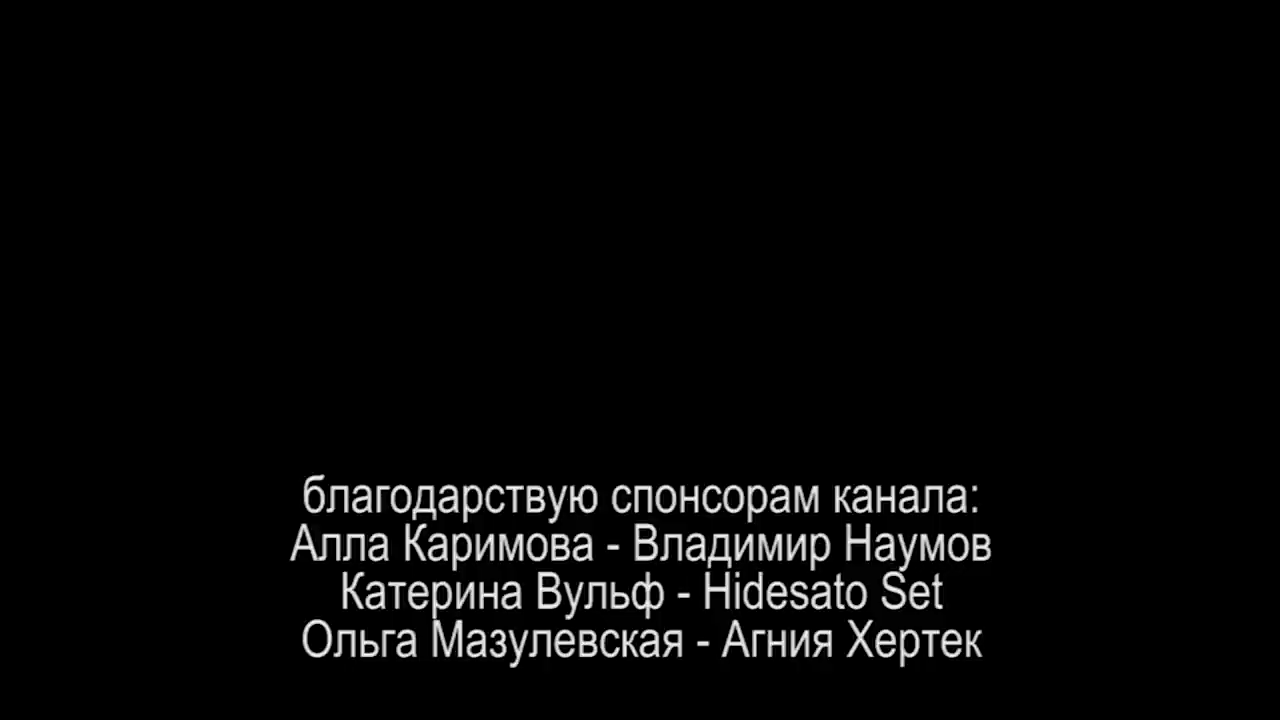 благодарствую спонсорам канала:
Алла Каримова - Владимир Наумов
Катерина Вульф - Hidesato Set
Ольга Мазулевская - Агния Хертек